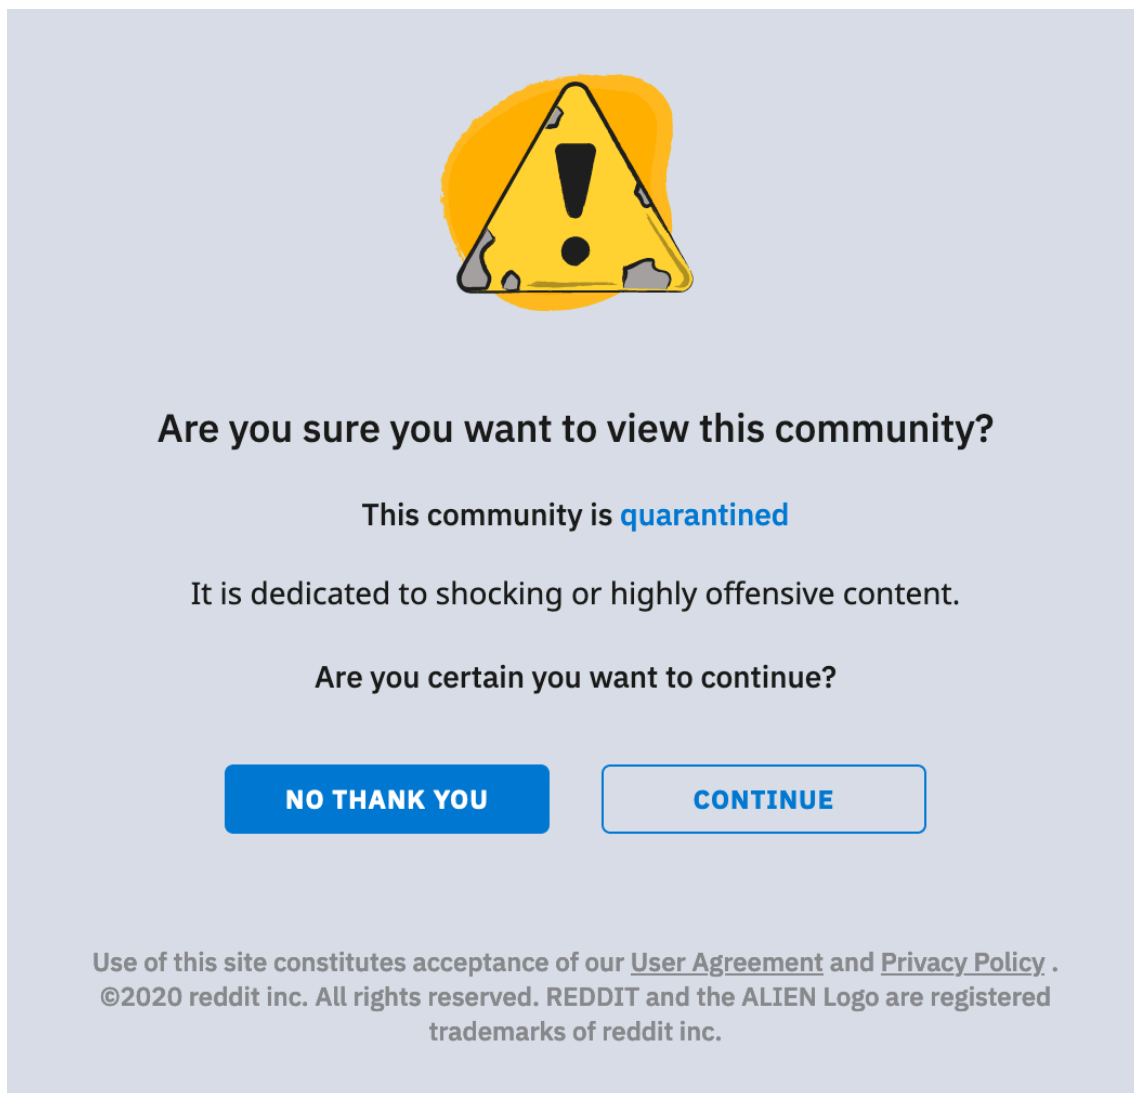 Are you sure you want to view this community?
This community is quarantined
It is dedicated to shocking or highly offensive content.
Are you certain you want to continue?
NO THANK YOU
CONTINUE
Use of this site constitutes acceptance of our User Agreement and Privacy Policy .
©2020 reddit inc. All rights reserved. REDDIT and the ALIEN Logo are registered
trademarks of reddit inc.